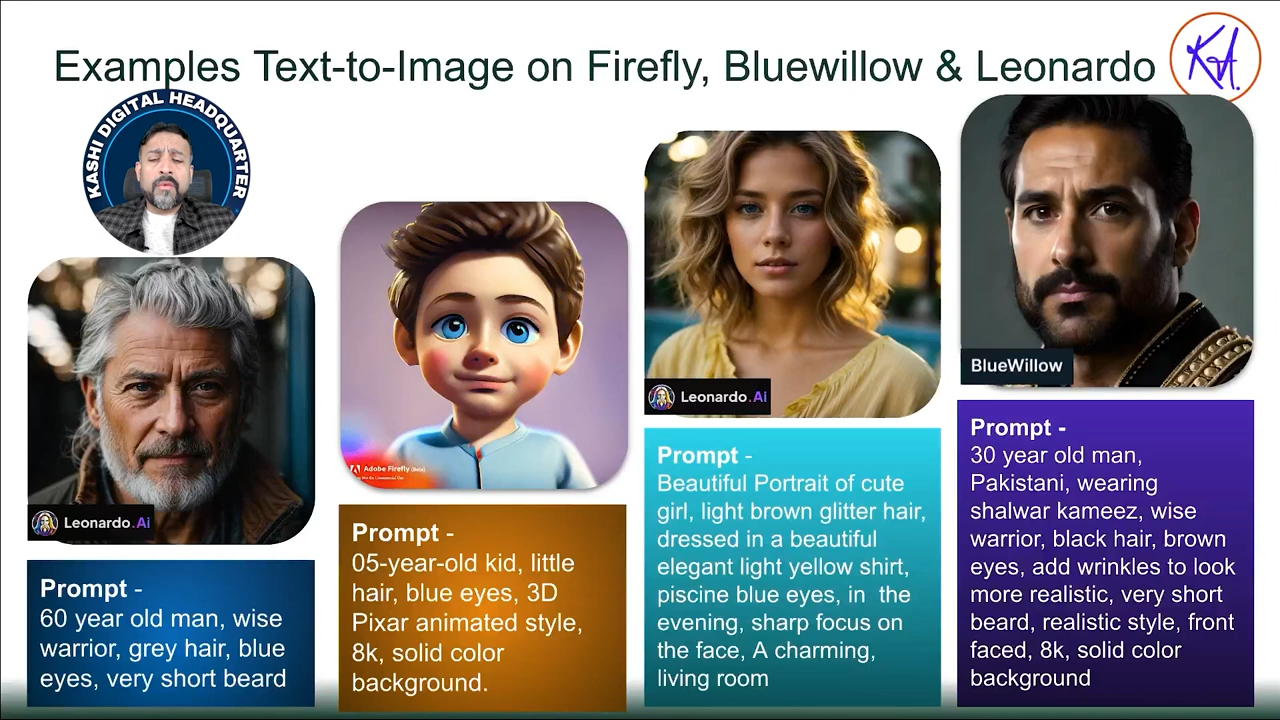 Examples Text-to-Image on Firefly, Bluewillow & Leonardo
KA.
KASHI DIGITAL HEADQUARTER
Leonardo.Ai
Prompt -
60 year old man, wise
warrior, grey hair, blue
eyes, very short beard
Adobe Firefly (Beta)
Prompt -
05-year-old kid, little
hair, blue eyes, 3D
Pixar animated style,
8k, solid color
background.
Leonardo.Ai
Prompt -
Beautiful Portrait of cute
girl, light brown glitter hair,
dressed in a beautiful
elegant light yellow shirt,
piscine blue eyes, in the
evening, sharp focus on
the face, A charming,
living room
BlueWillow
Prompt -
30 year old man,
Pakistani, wearing
shalwar kameez, wise
warrior, black hair, brown
eyes, add wrinkles to look
more realistic, very short
beard, realistic style, front
faced, 8k, solid color
background